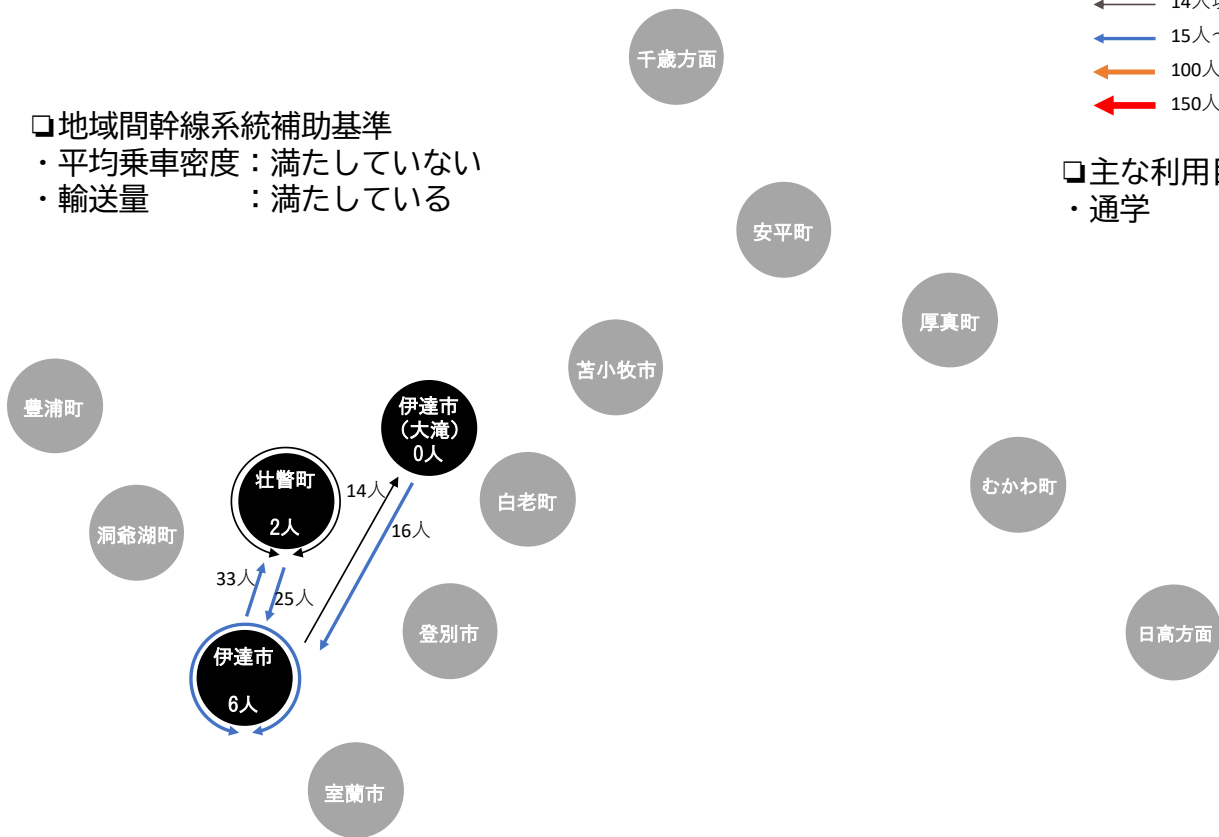 14人
15人~
100人
150人
❑地域間幹線系統補助基準
・平均乗車密度：満たしていない
・輸送量　　　：満たしている
❑主な利用
・通学
千歳方面
安平町
厚真町
苫小牧市
豊浦町
伊達市
（大滝）
0人
壮瞥町
2人
14人
白老町
むかわ町
洞爺湖町
16人
33人
25人
登別市
日高方面
伊達市
6人
室蘭市